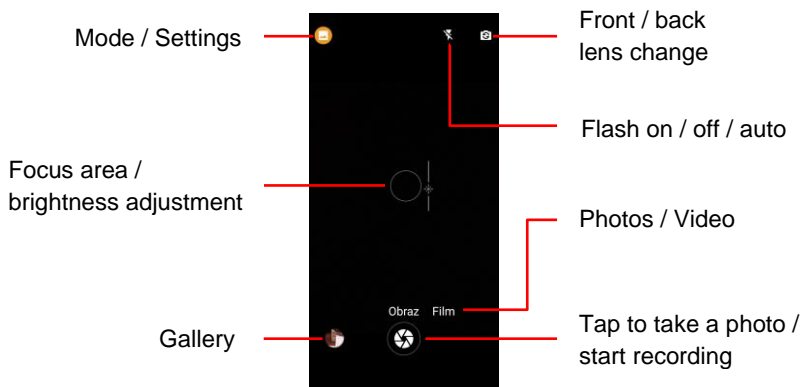 Mode / Settings
Front / back
lens change
Flash on / off / auto
Focus area /
brightness adjustment
Photos / Video
Obraz Film
Gallery
Tap to take a photo /
start recording